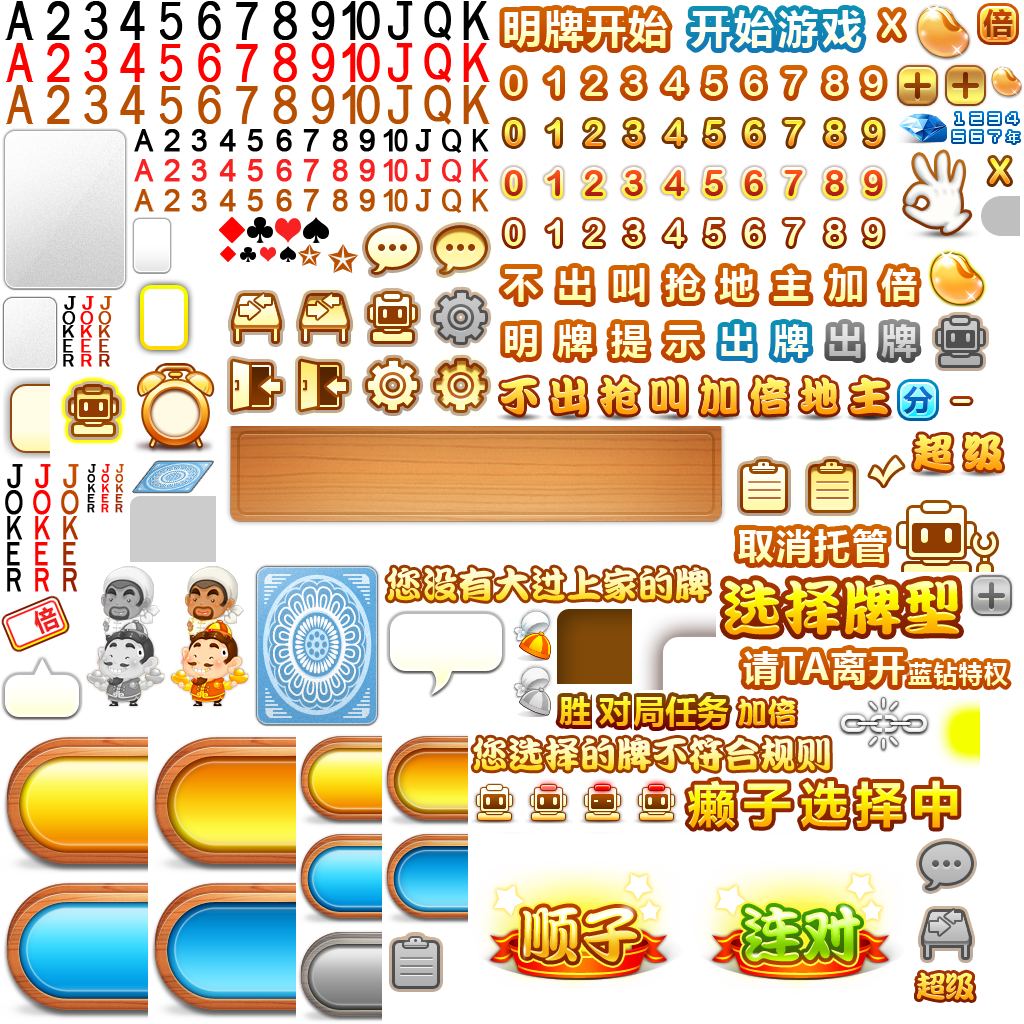 A 2 3 4 5 6 7 8 9 10 J Q K
明牌开始 开始游戏 X
倍
A 2 3 4 5 6 7 8 9 10 J Q K
0 1 2 3 4 5 6 7 8 9
A 2 3 4 5 6 7 8 9 10 J Q K
0 1 2 3 4 5 6 7 8 9
1 2 3 4
5 6 7 年
A 2 3 4 5 6 7 8 9 10 J Q K
A 2 3 4 5 6 7 8 9 10 J Q K
0 1 2 3 4 5 6 7 8 9
X
A 2 3 4 5 6 7 8 9 10 J Q K
0 1 2 3 4 5 6 7 8 9
不 出 叫 抢 地 主 加 倍
JOKER JOKER JOKER
明 牌 提 示 出 牌 出 牌
不 出 抢 叫 加 倍 地 主 分 -
超级
JOKER JOKER JOKER
JOKER JOKER JOKER
取消托管
您没有大过上家的牌
选择牌型
倍
请TA离开
蓝钻特权
胜 对局任务 加倍
您选择的牌不符合规则
癞子选择中
顺子
连对
超级